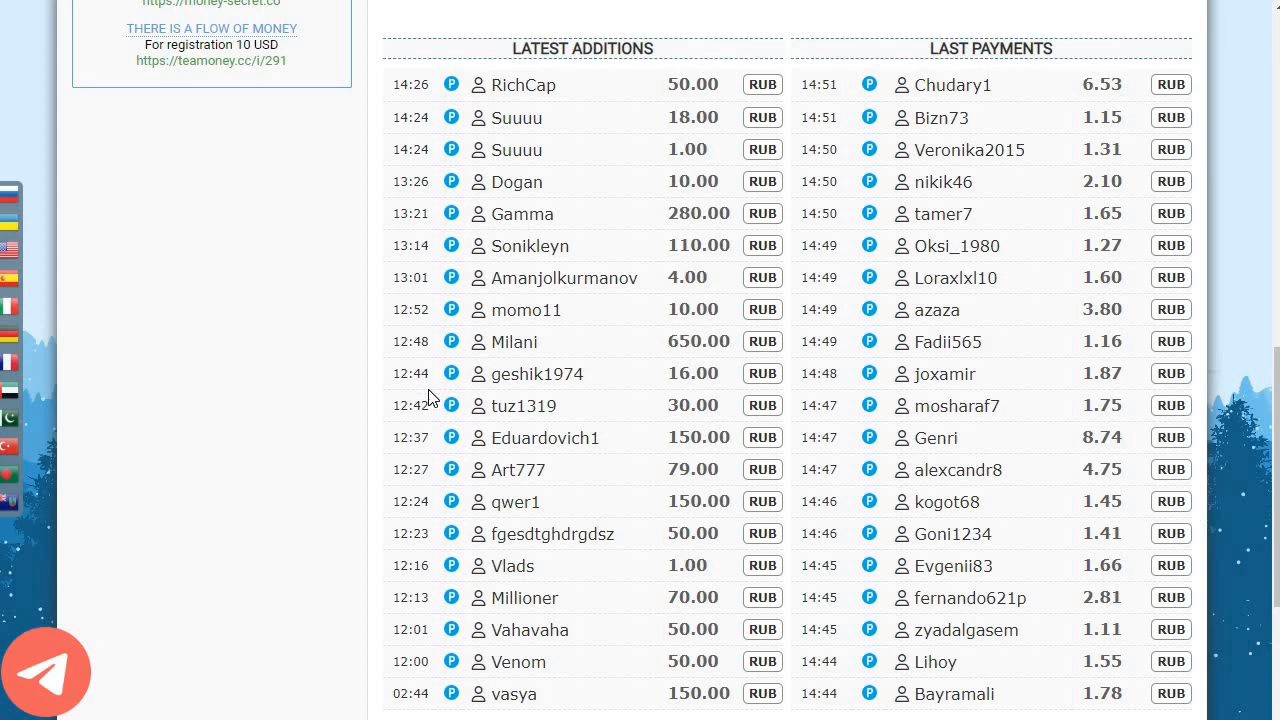 https://money-secret.co
THERE IS A FLOW OF MONEY
For registration 10 USD
https://teamoney.cc/i/291
LATEST ADDITIONS
14:26 P RichCap 50.00 RUB
14:24 P Suuuu 18.00 RUB
14:24 P Suuuu 1.00 RUB
13:26 P Dogan 10.00 RUB
13:21 P Gamma 280.00 RUB
13:14 P Sonikleyn 110.00 RUB
13:01 P Amanjolkurmanov 4.00 RUB
12:52 P momo11 10.00 RUB
12:48 P Milani 650.00 RUB
12:44 P geshik1974 16.00 RUB
12:42 P tuz1319 30.00 RUB
12:37 P Eduardovich1 150.00 RUB
12:27 P Art777 79.00 RUB
12:24 P qwer1 150.00 RUB
12:23 P fgesdtghdrgdsz 50.00 RUB
12:16 P Vlads 1.00 RUB
12:13 P Millioner 70.00 RUB
12:01 P Vahavaha 50.00 RUB
12:00 P Venom 50.00 RUB
02:44 P vasya 150.00 RUB
LAST PAYMENTS
14:51 P Chudary1 6.53 RUB
14:51 P Bizn73 1.15 RUB
14:50 P Veronika2015 1.31 RUB
14:50 P nikik46 2.10 RUB
14:50 P tamer7 1.65 RUB
14:49 P Oksi_1980 1.27 RUB
14:49 P Loraxlxl10 1.60 RUB
14:49 P azaza 3.80 RUB
14:49 P Fadii565 1.16 RUB
14:48 P joxamir 1.87 RUB
14:47 P mosharaf7 1.75 RUB
14:47 P Genri 8.74 RUB
14:47 P alexcandr8 4.75 RUB
14:46 P kogot68 1.45 RUB
14:46 P Goni1234 1.41 RUB
14:45 P Evgenii83 1.66 RUB
14:45 P fernando621p 2.81 RUB
14:45 P zyadalgasem 1.11 RUB
14:44 P Lihoy 1.55 RUB
14:44 P Bayramali 1.78 RUB